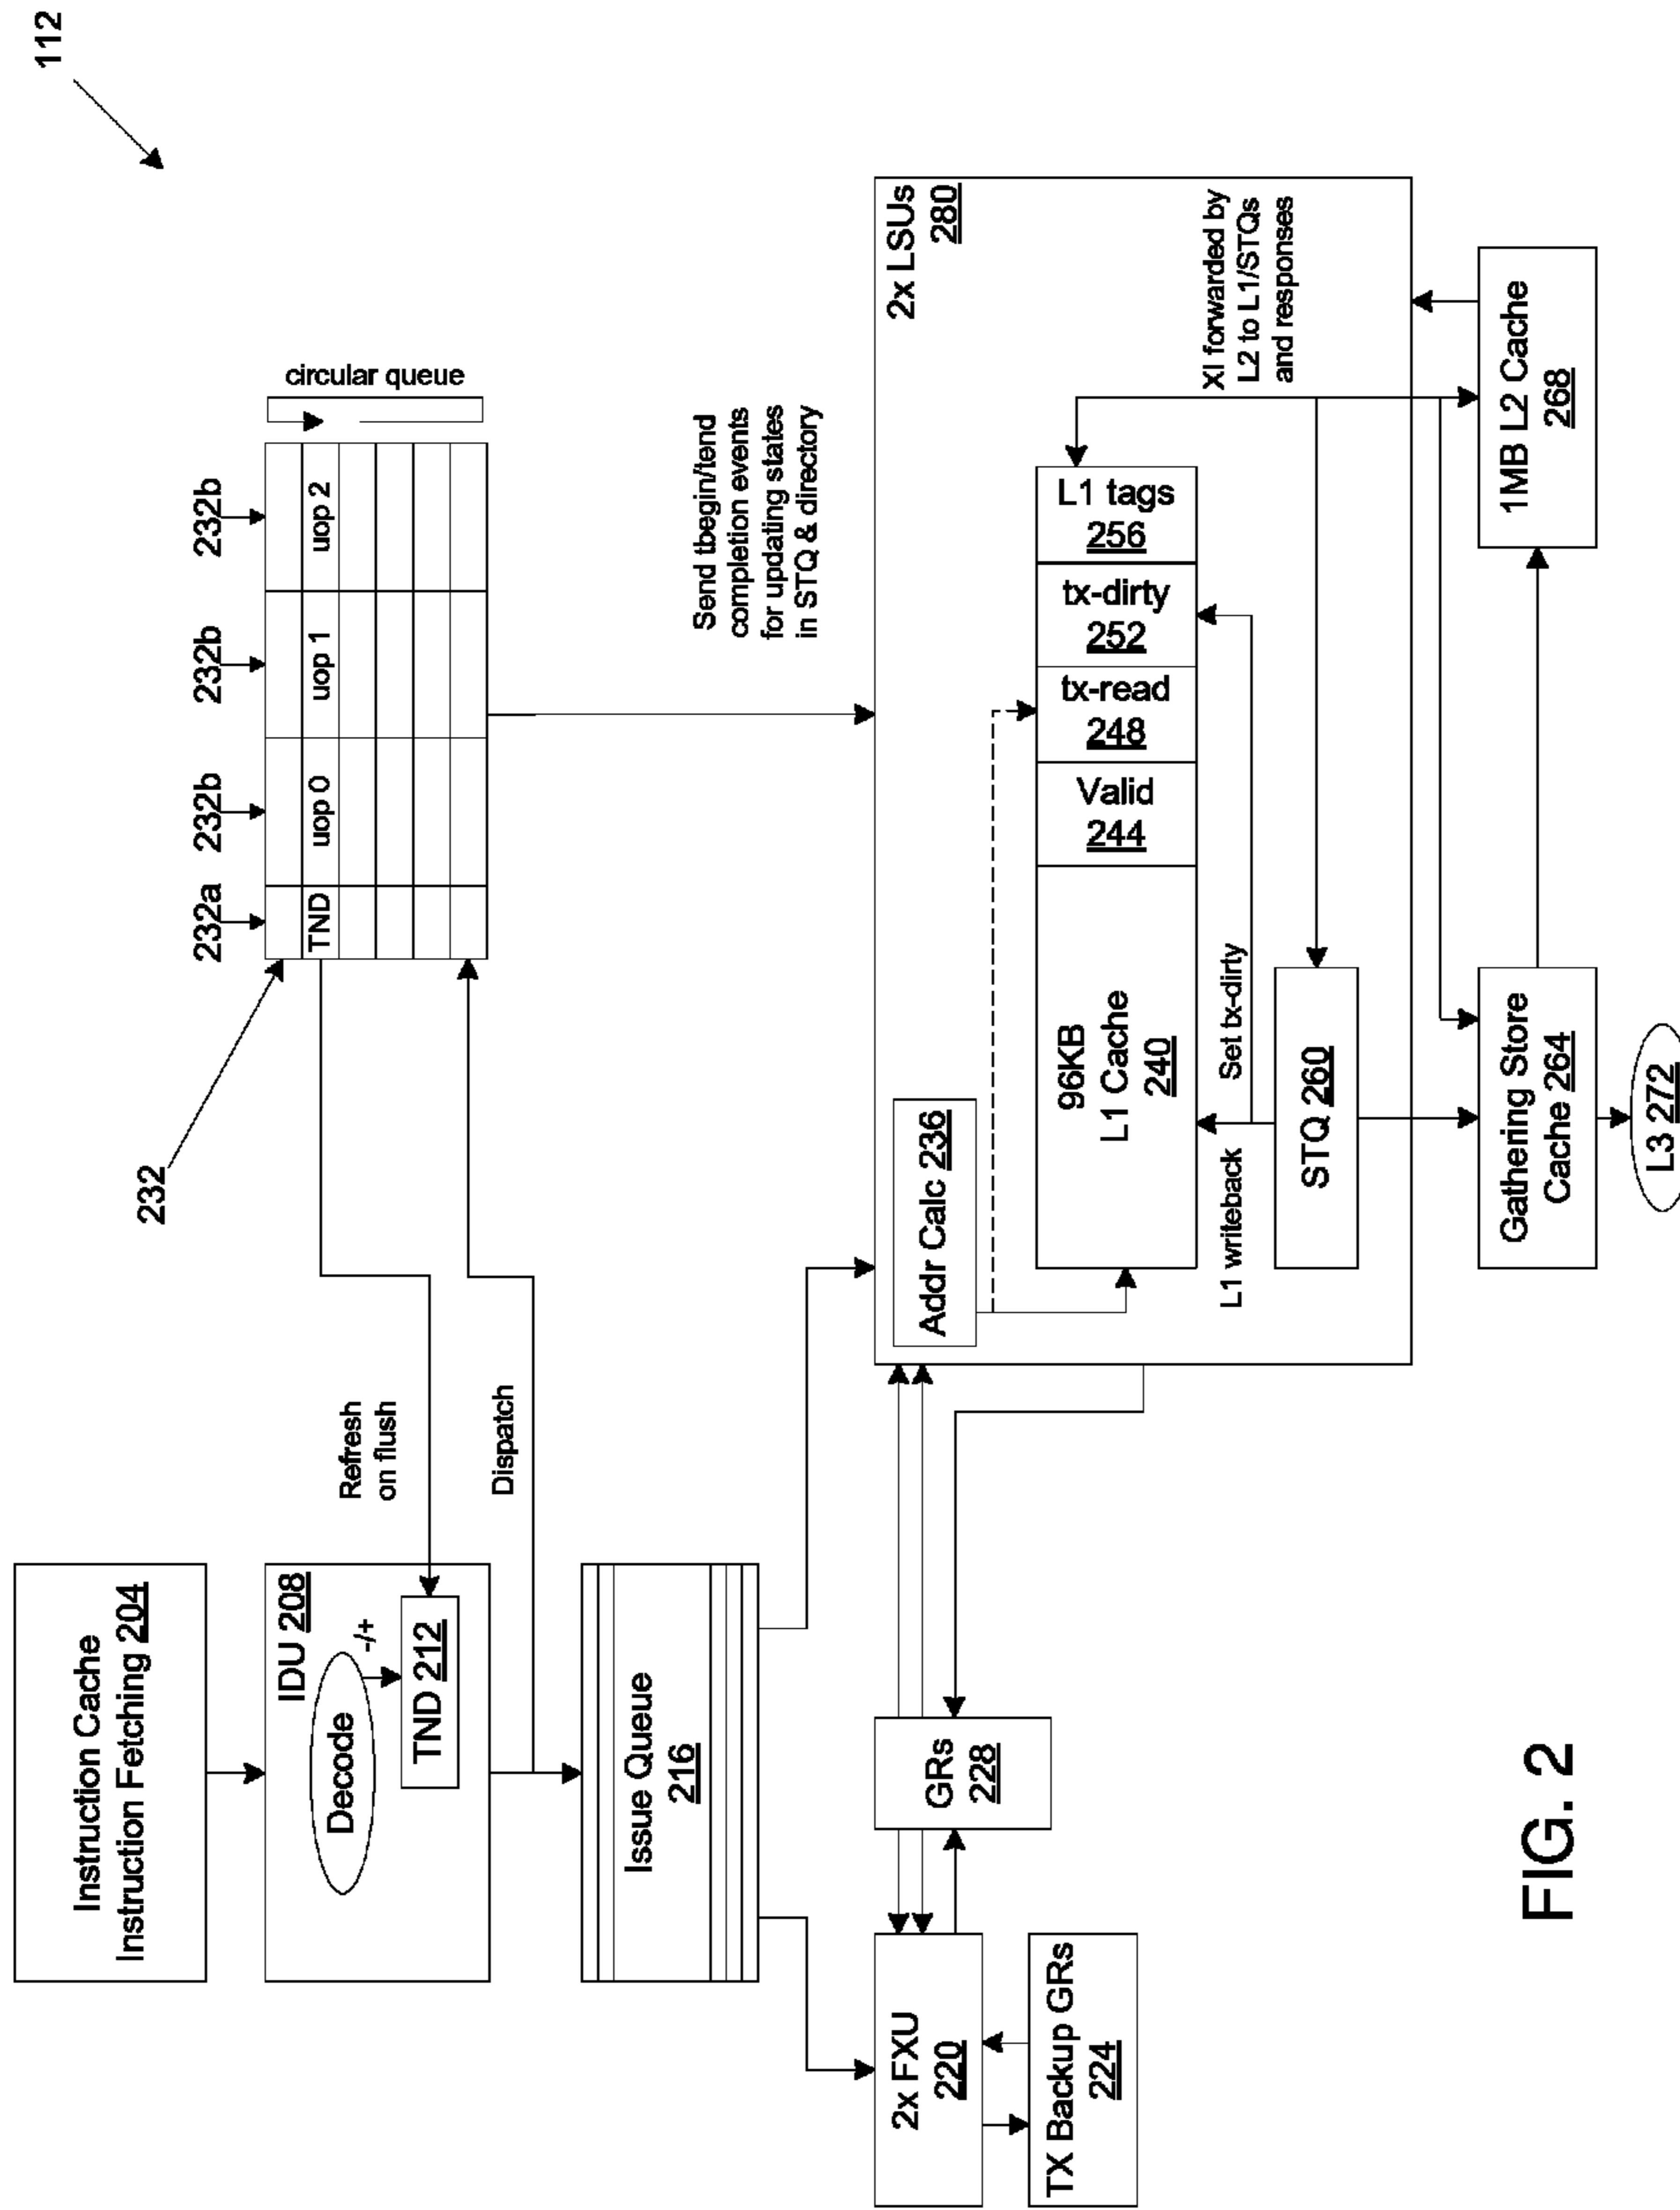 112
Instruction Cache
Instruction Fetching 204
IDU 208
Decode
-/+
TND 212
Refresh
on flush
Dispatch
232
232a
232b
232b
232b
TND
uop 0
uop 1
uop 2
circular queue
Issue Queue
216
Send tbegin/tend
completion events
for updating states
in STQ & directory
2x FXU
220
TX Backup GRs
224
GRs
228
2x LSUs
280
Addr Calc 236
96KB
L1 Cache
240
Valid
244
tx-read
248
tx-dirty
252
L1 tags
256
L1 writeback
Set tx-dirty
XI forwarded by
L2 to L1/STQs
and responses
STQ 260
Gathering Store
Cache 264
1MB L2 Cache
268
L3 272
FIG. 2